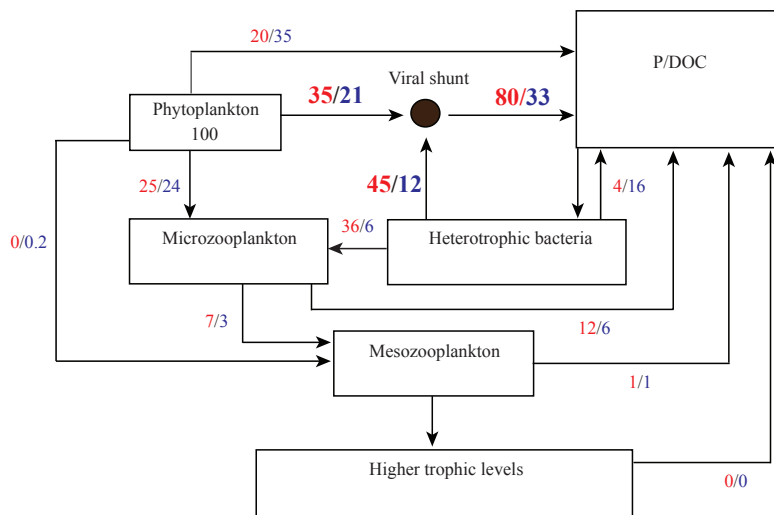 20/35
P/DOC
Viral shunt
35/21
80/33
Phytoplankton
100
25/24
45/12
4/16
0/0.2
Microzooplankton
36/6
Heterotrophic bacteria
7/3
12/6
Mesozooplankton
1/1
Higher trophic levels
0/0